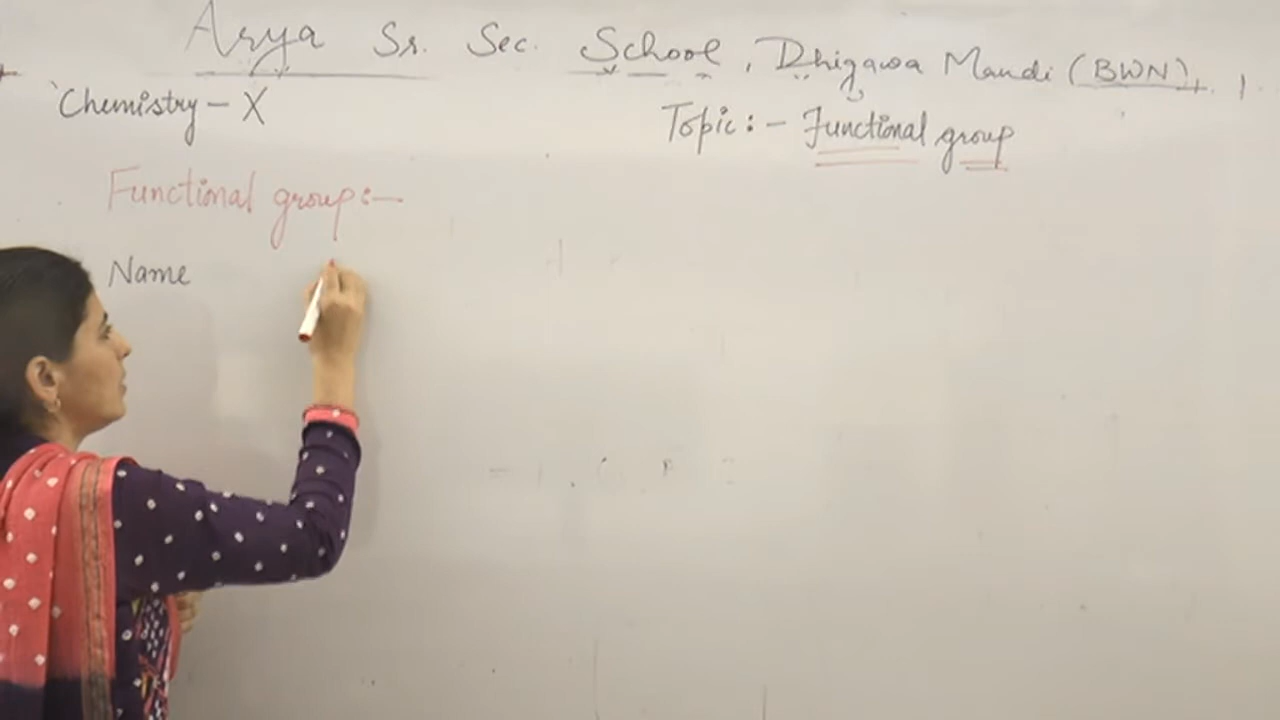 Arya Sr. Sec. School, Dhigawa Mandi (BWN)
Chemistry - X
Topic :- Functional group
Functional group :-
Name